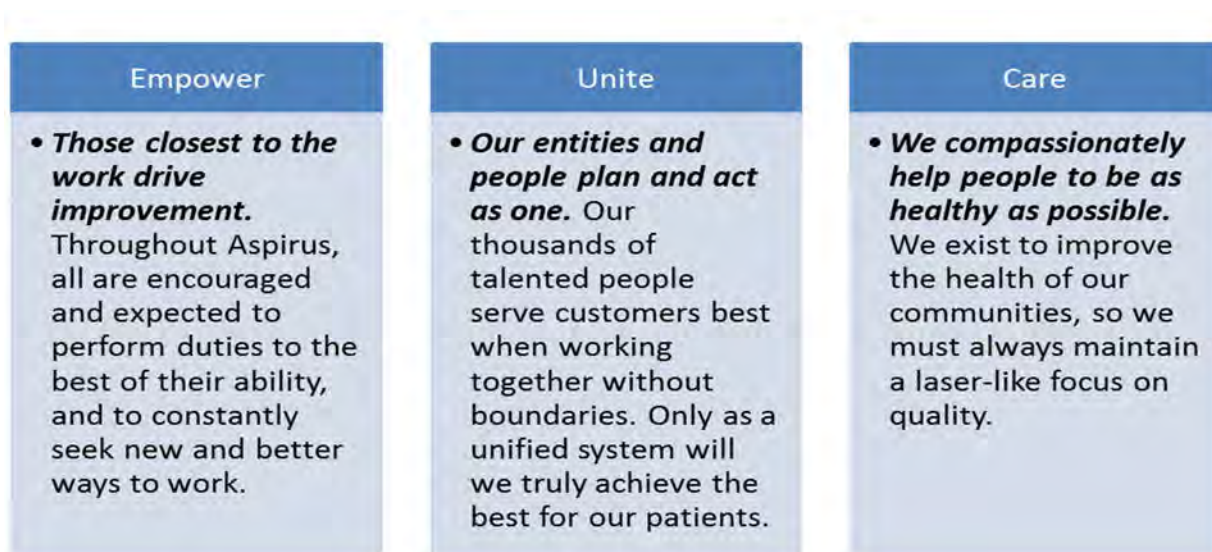 Empower
• Those closest to the
work drive
improvement.
Throughout Aspirus,
all are encouraged
and expected to
perform duties to the
best of their ability,
and to constantly
seek new and better
ways to work.
Unite
• Our entities and
people plan and act
as one. Our
thousands of
talented people
serve customers best
when working
together without
boundaries. Only as a
unified system will
we truly achieve the
best for our patients.
Care
• We compassionately
help people to be as
healthy as possible.
We exist to improve
the health of our
communities, so we
must always maintain
a laser-like focus on
quality.